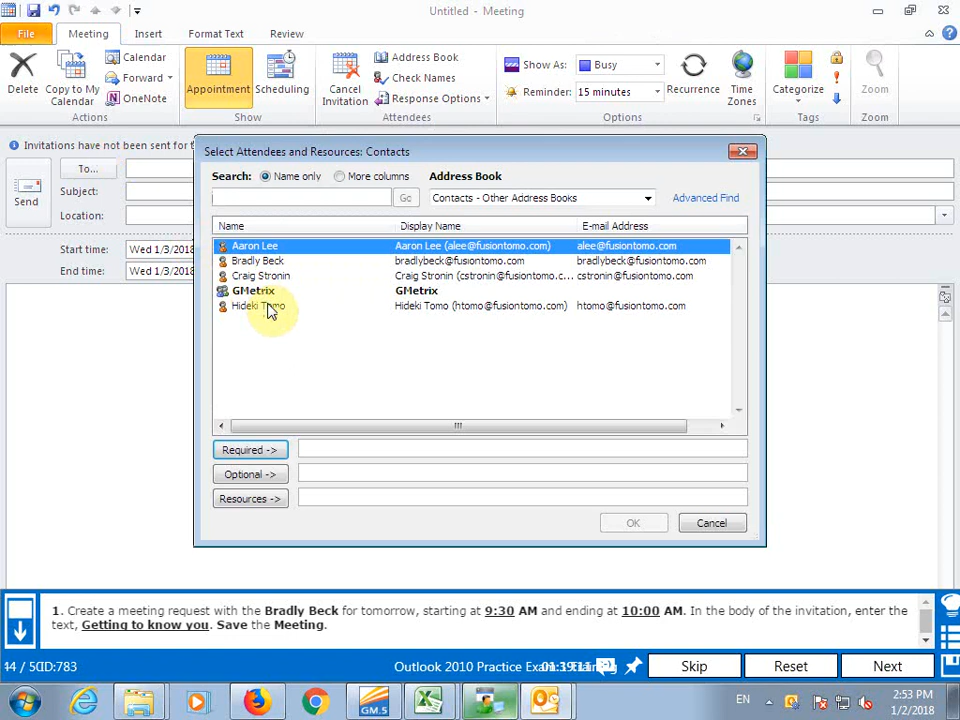 Untitled - Meeting
File Meeting Insert Format Text Review
Calendar Address Book Show As: Busy
Forward Check Names Reminder: 15 minutes
OneNote Response Options
Delete Copy to My Calendar Appointment Scheduling Cancel Invitation Recurrence Time Zones Categorize Zoom
Actions Show Attendees Options Tags Zoom
Invitations have not been sent for
To...
Subject:
Location:
Send
Start time: Wed 1/3/2018
End time: Wed 1/3/2018
Select Attendees and Resources: Contacts
Search: Name only More columns Address Book
Go Contacts - Other Address Books Advanced Find
Name Display Name E-mail Address
Aaron Lee Aaron Lee (alee@fusiontomo.com) alee@fusiontomo.com
Bradly Beck bradlybeck@fusiontomo.com bradlybeck@fusiontomo.com
Craig Stronin Craig Stronin (cstronin@fusiontomo.c... cstronin@fusiontomo.com
GMetrix GMetrix
Hideki Tomo Hideki Tomo (htomo@fusiontomo.com) htomo@fusiontomo.com
Required ->
Optional ->
Resources ->
OK Cancel
1. Create a meeting request with the Bradly Beck for tomorrow, starting at 9:30 AM and ending at 10:00 AM. In the body of the invitation, enter the
text, Getting to know you. Save the Meeting.
Outlook 2010 Practice Exam Skip Reset Next
GM.5 EN 2:53 PM
1/2/2018